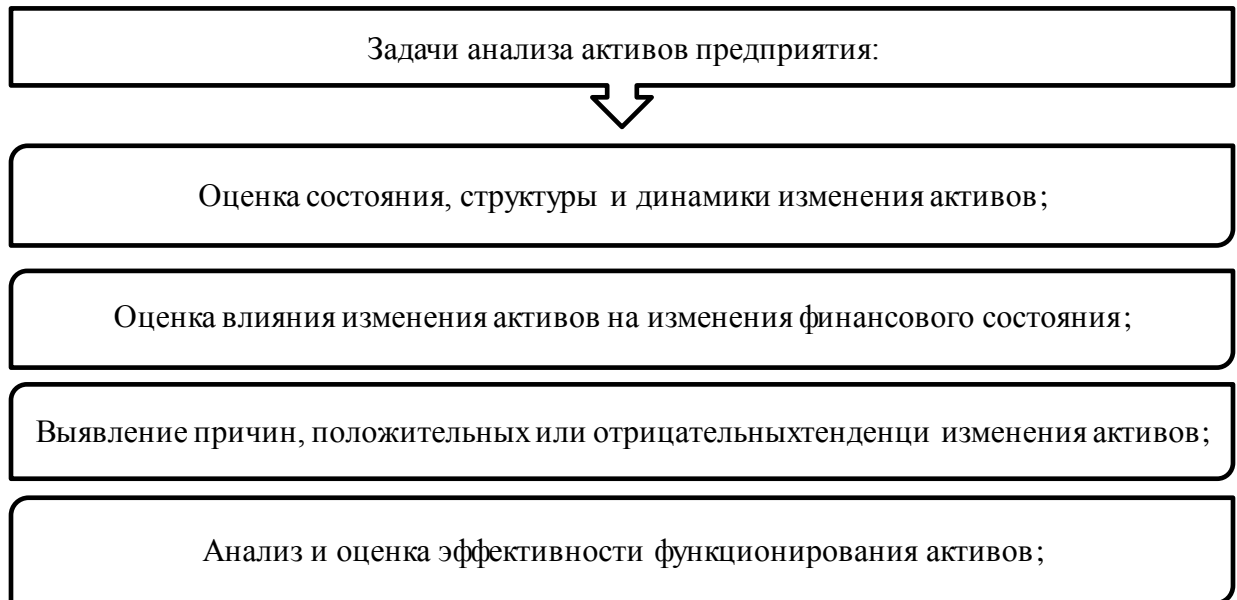 Задачи анализа активов предприятия:
Оценка состояния, структуры и динамики изменения активов;
Оценка влияния изменения активов на изменения финансового состояния;
Выявление причин, положительных или отрицательныхтенденци изменения активов;
Анализ и оценка эффективности функционирования активов;